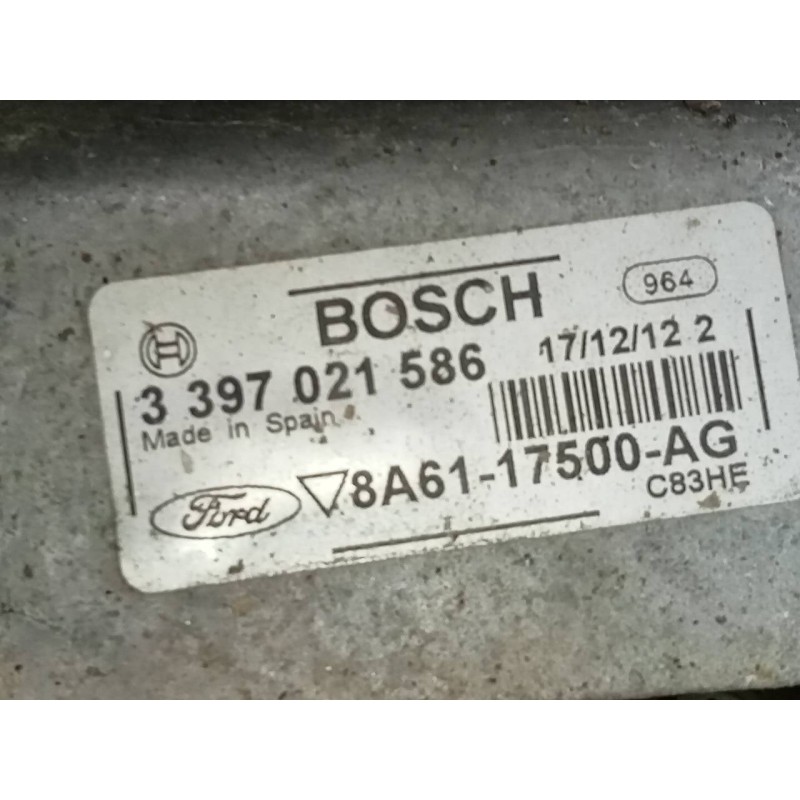 BOSCH
964
3 397 021 586
17/12/12 2
Made in Spain
Ford
8A61-17500-AG
C83HE